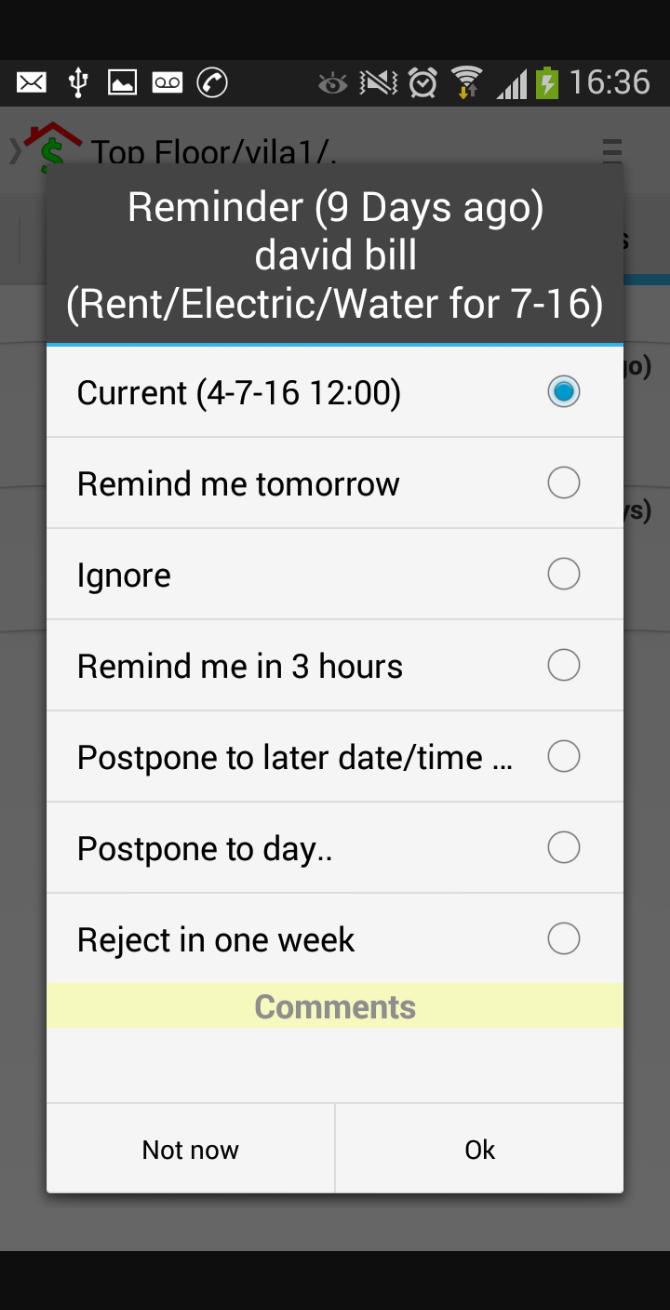 16:36
Top Floor/vila1/.
Reminder (9 Days ago)
david bill
(Rent/Electric/Water for 7-16)
Current (4-7-16 12:00)
Remind me tomorrow
Ignore
Remind me in 3 hours
Postpone to later date/time ...
Postpone to day..
Reject in one week
Comments
Not now
Ok